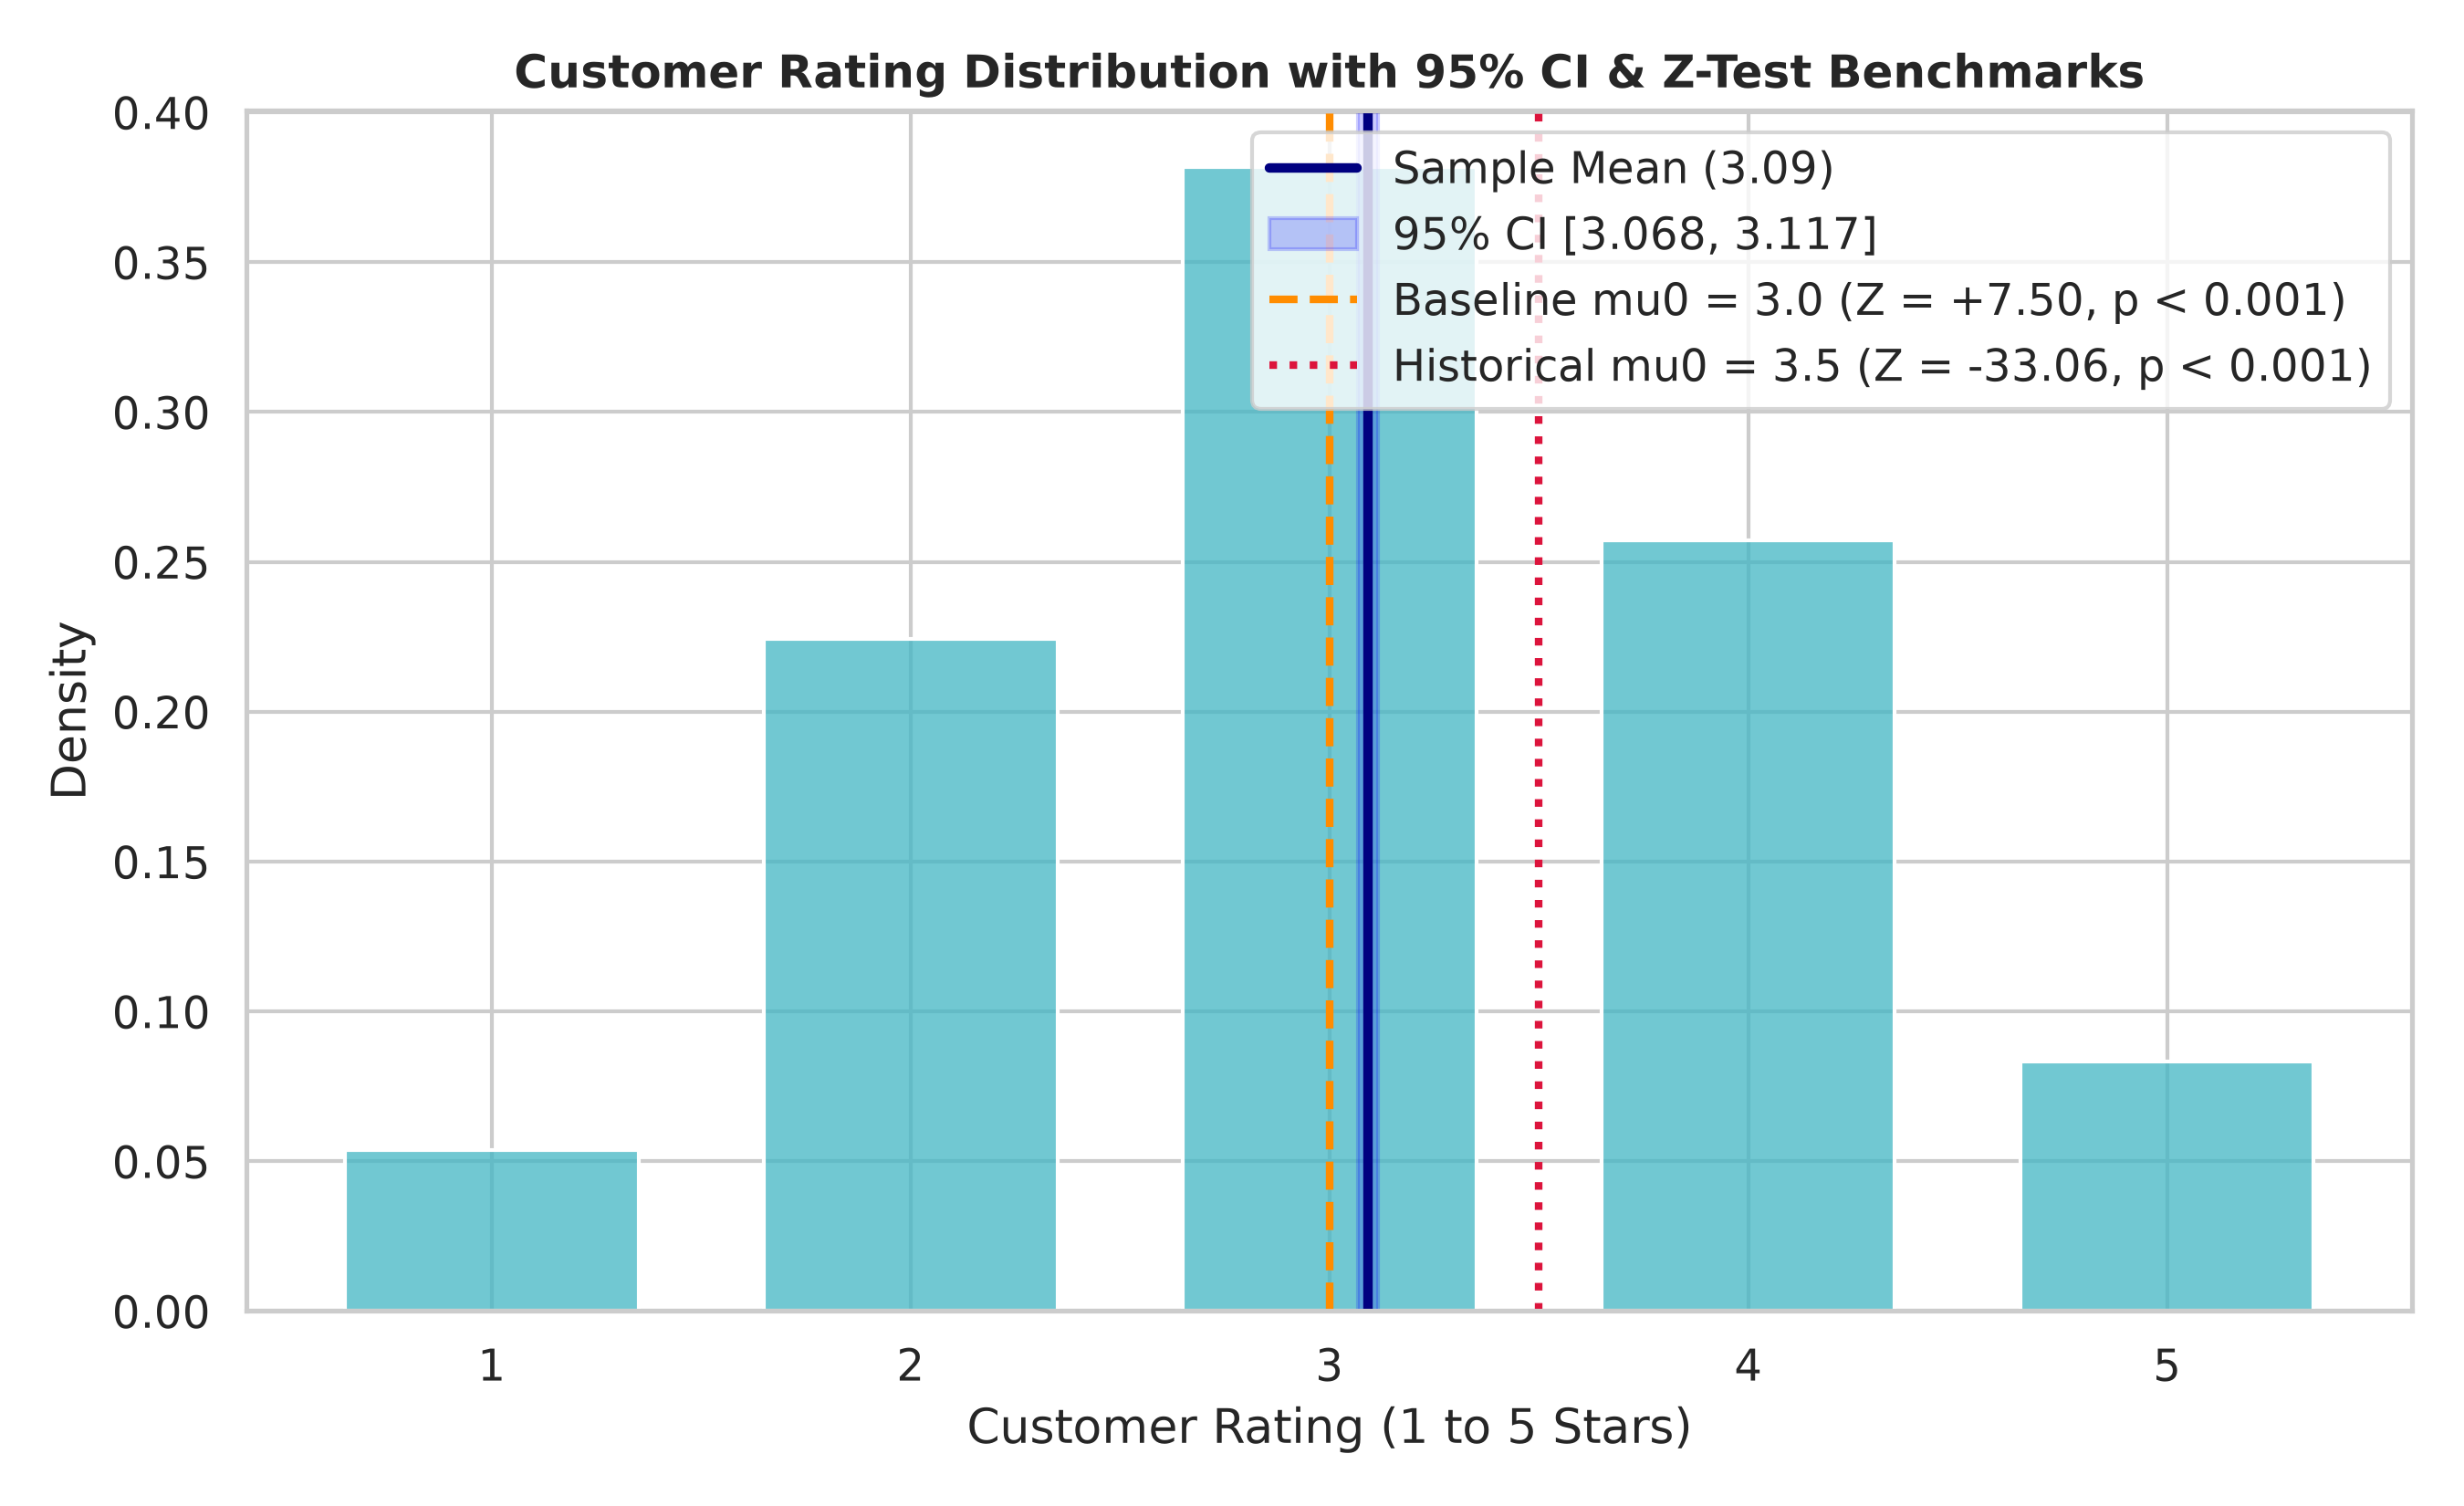 Customer Rating Distribution with 95% CI & Z-Test Benchmarks
0.40
0.35
0.30
0.25
0.20
0.15
0.10
0.05
0.00
Density
Sample Mean (3.09)
95% CI [3.068, 3.117]
Baseline mu0 = 3.0 (Z = +7.50, p < 0.001)
Historical mu0 = 3.5 (Z = -33.06, p < 0.001)
1 2 3 4 5
Customer Rating (1 to 5 Stars)